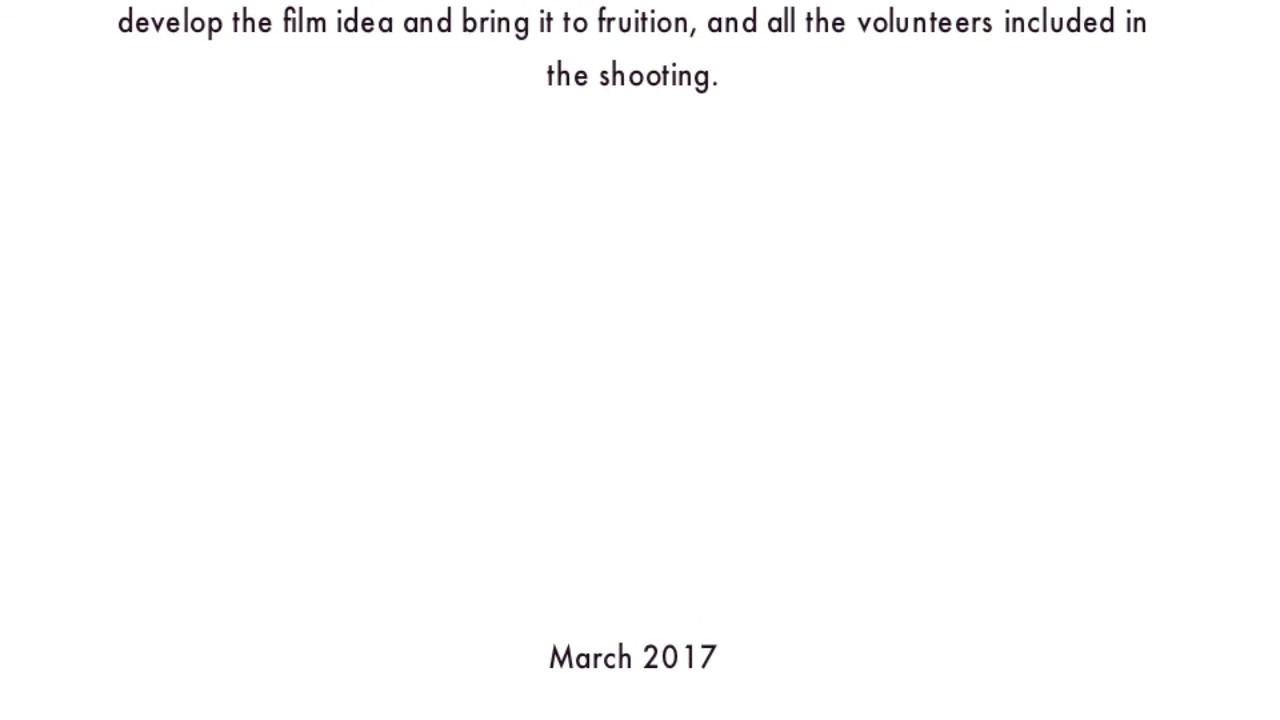 develop the film idea and bring it to fruition, and all the volunteers included in
the shooting.
March 2017